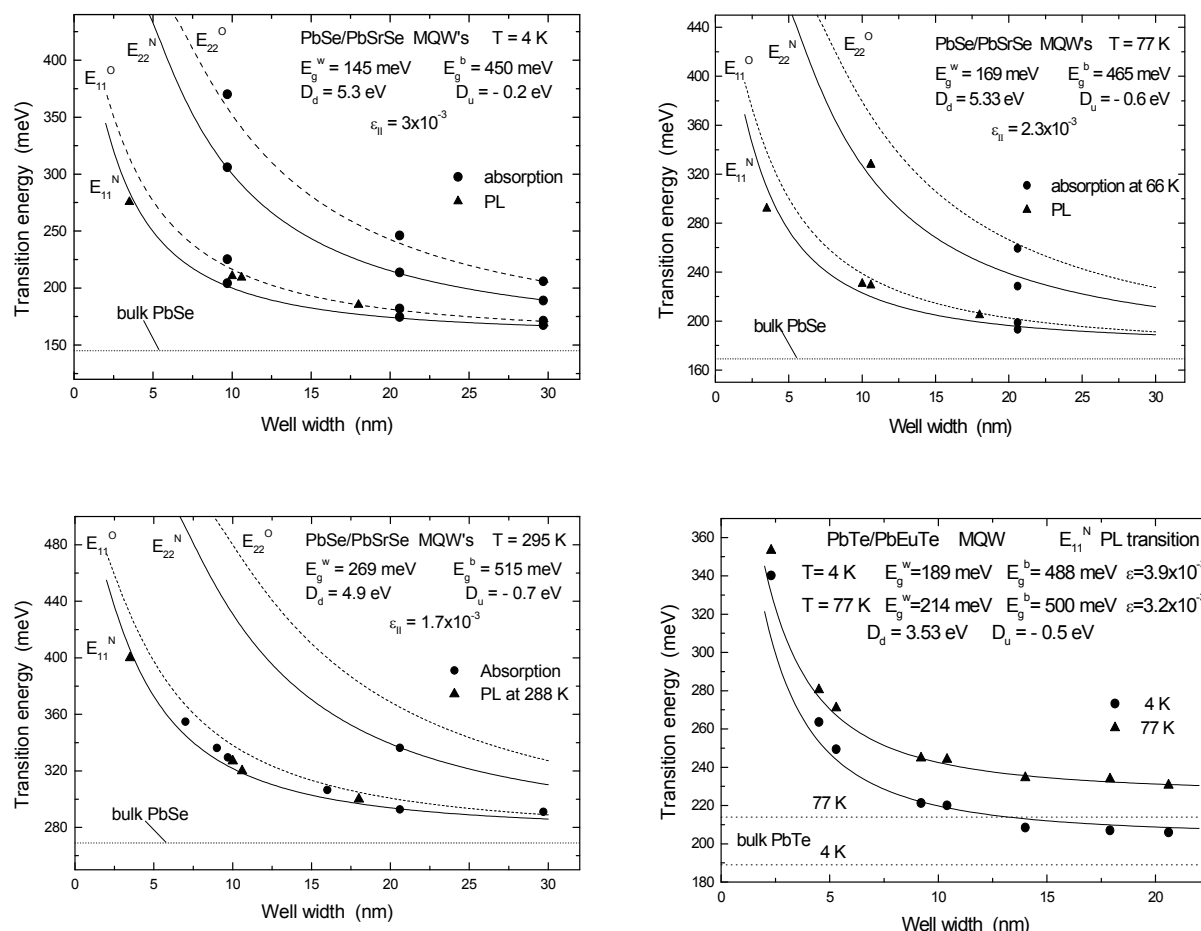 PbSe/PbSrSe MQW's T = 4 K
E_g^w = 145 meV E_g^b = 450 meV
D_d = 5.3 eV D_u = - 0.2 eV
ε_II = 3x10^-3
E_22^N
E_22^O
E_11^O
E_11^N
absorption
PL
bulk PbSe
Transition energy (meV)
400
350
300
250
200
150
0 5 10 15 20 25 30
Well width (nm)
PbSe/PbSrSe MQW's T = 77 K
E_g^w = 169 meV E_g^b = 465 meV
D_d = 5.33 eV D_u = - 0.6 eV
ε_II = 2.3x10^-3
E_11^O
E_22^N
E_22^O
E_11^N
absorption at 66 K
PL
bulk PbSe
Transition energy (meV)
440
400
360
320
280
240
200
160
0 5 10 15 20 25 30
Well width (nm)
PbSe/PbSrSe MQW's T = 295 K
E_g^w = 269 meV E_g^b = 515 meV
D_d = 4.9 eV D_u = - 0.7 eV
ε_II = 1.7x10^-3
E_11^O
E_22^N
E_22^O
E_11^N
Absorption
PL at 288 K
bulk PbSe
Transition energy (meV)
480
440
400
360
320
280
0 5 10 15 20 25 30
Well width (nm)
PbTe/PbEuTe MQW E_11^N PL transition
T= 4 K E_g^w=189 meV E_g^b= 488 meV ε=3.9x10^-3
T = 77 K E_g^w=214 meV E_g^b= 500 meV ε=3.2x10^-3
D_d = 3.53 eV D_u = - 0.5 eV
4 K
77 K
77 K
bulk PbTe
4 K
Transition energy (meV)
360
340
320
300
280
260
240
220
200
180
0 5 10 15 20
Well width (nm)